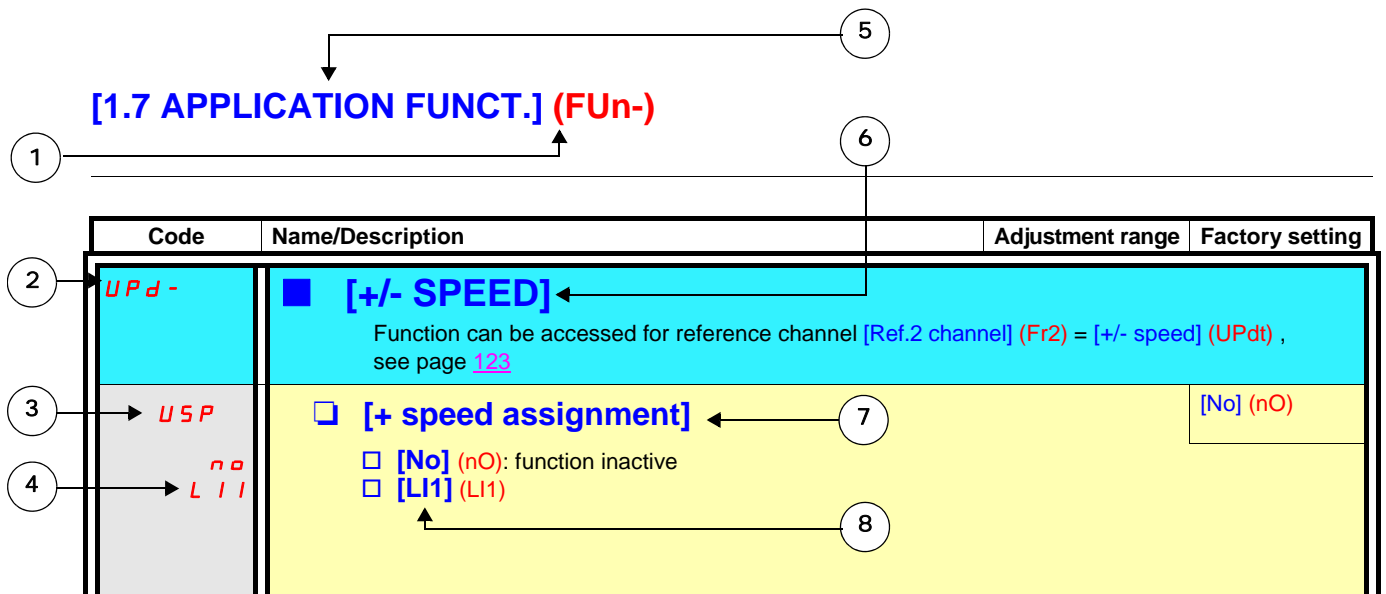 5
[1.7 APPLICATION FUNCT.] (FUn-)
1
6
Code Name/Description Adjustment range Factory setting
2
UPd- ■ [+/- SPEED]
Function can be accessed for reference channel [Ref.2 channel] (Fr2) = [+/- speed] (UPdt) ,
see page 123
3
USP ❏ [+ speed assignment] 7 [No] (nO)
no □ [No] (nO): function inactive
4 LI1 □ [LI1] (LI1)
8